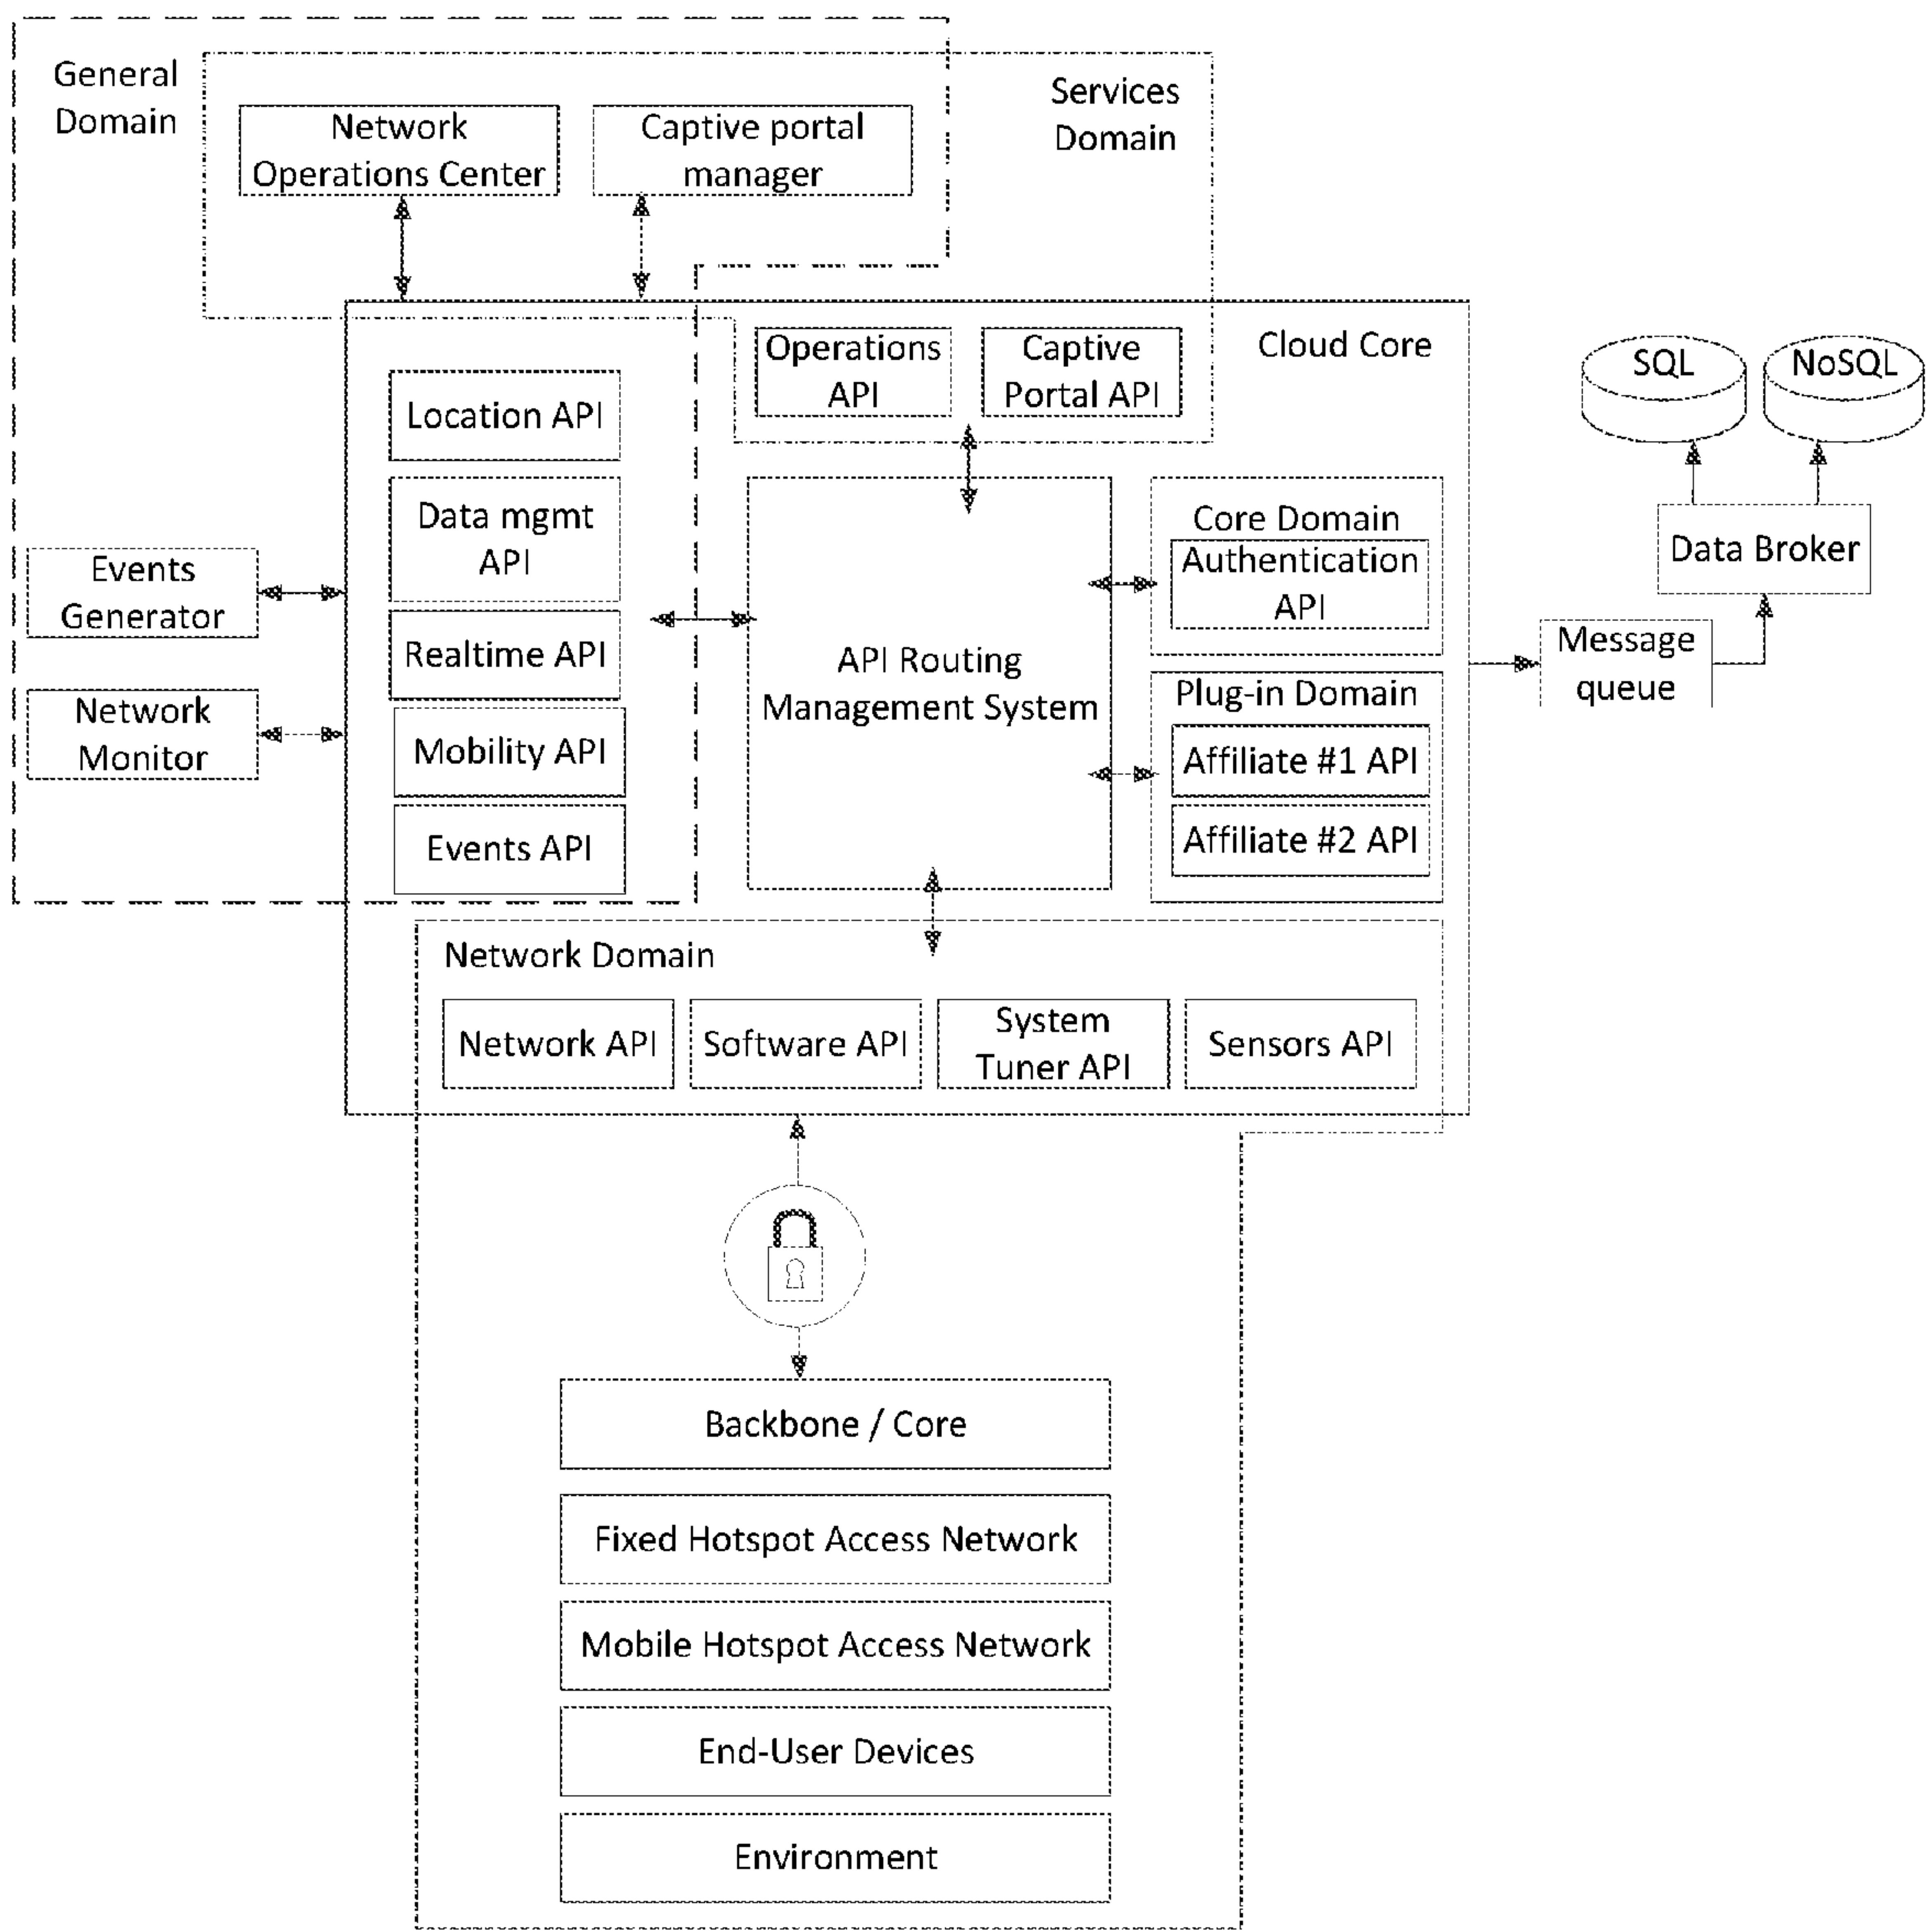 General
Domain
Services
Domain
Network
Operations Center
Captive portal
manager
Operations
API
Captive
Portal API
Cloud Core
SQL
NoSQL
Location API
Data mgmt
API
Core Domain
Authentication
API
Data Broker
Events
Generator
Realtime API
API Routing
Management System
Message
queue
Network
Monitor
Mobility API
Plug-in Domain
Affiliate #1 API
Events API
Affiliate #2 API
Network Domain
Network API
Software API
System
Tuner API
Sensors API
Backbone / Core
Fixed Hotspot Access Network
Mobile Hotspot Access Network
End-User Devices
Environment